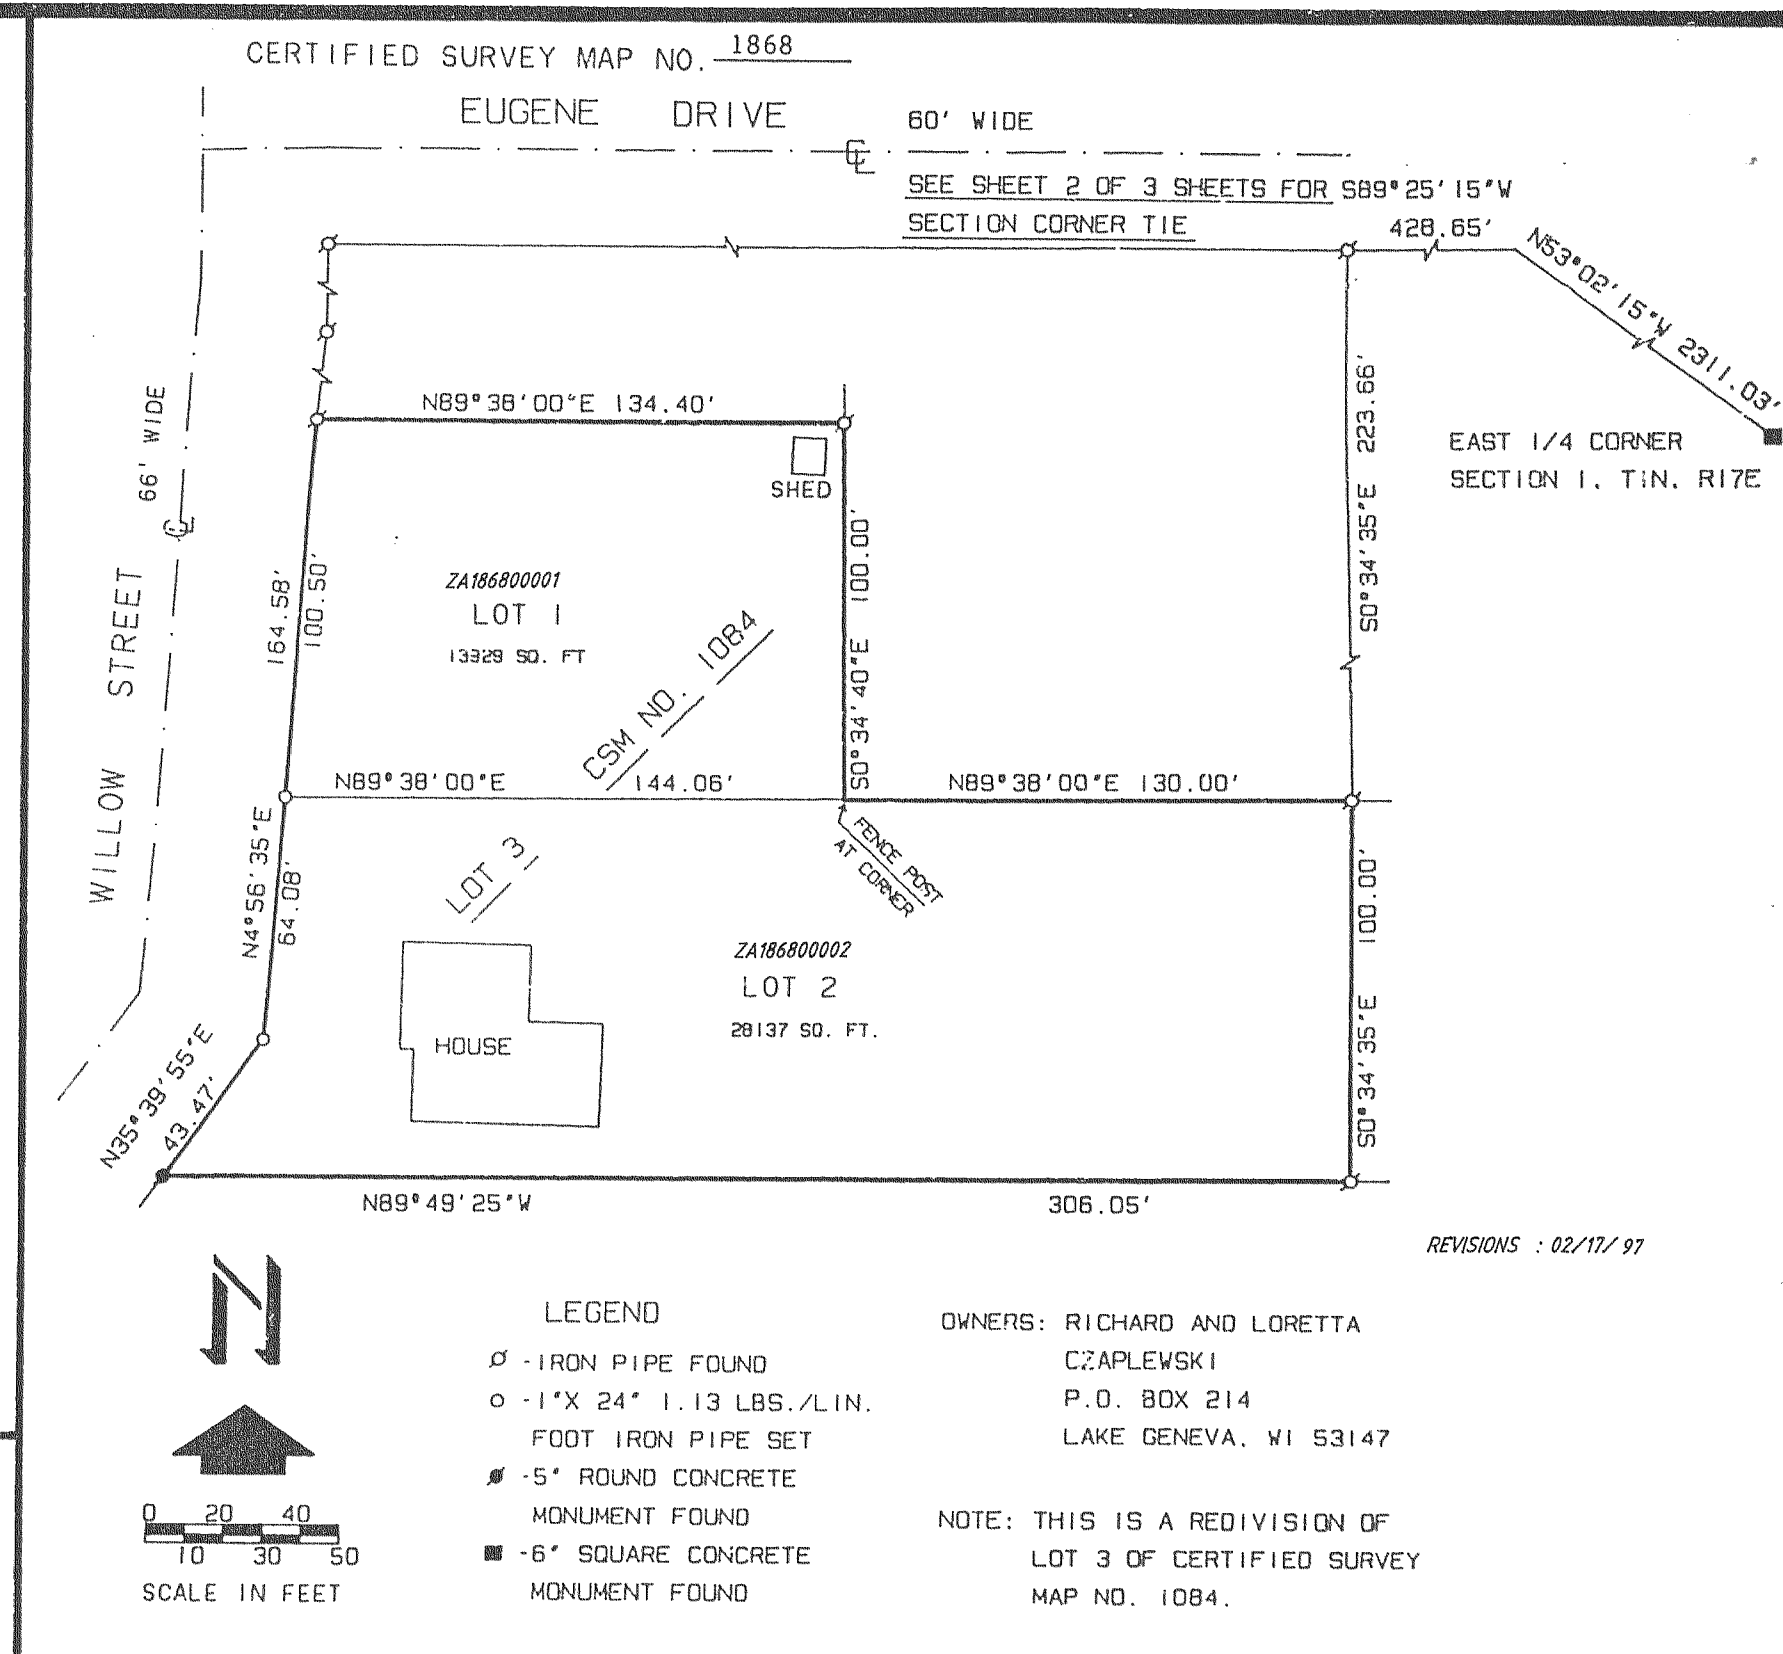 CERTIFIED SURVEY MAP NO. 1868
EUGENE DRIVE 60' WIDE
SEE SHEET 2 OF 3 SHEETS FOR
SECTION CORNER TIE
S89°25'15"W
428.65'
N53°02'15"W 2311.03'
EAST 1/4 CORNER
SECTION 1, T1N, R17E
N89°38'00"E 134.40'
SHED
66' WIDE
WILLOW STREET
164.58'
100.50'
ZA186800001
LOT 1
13329 SQ. FT
CSM NO. 1084
S0°34'40"E 100.00'
S0°34'35"E 223.66'
N89°38'00"E 144.06'
N89°38'00"E 130.00'
FENCE POST
AT CORNER
N4°56'35"E
64.08'
LOT 3
ZA186800002
LOT 2
28137 SQ. FT.
HOUSE
S0°34'35"E 100.00'
N35°39'55"E
43.47'
N89°49'25"W 306.05'
REVISIONS : 02/17/97
N
0 20 40
10 30 50
SCALE IN FEET
LEGEND
-IRON PIPE FOUND
-1"X 24" 1.13 LBS./LIN.
FOOT IRON PIPE SET
-5" ROUND CONCRETE
MONUMENT FOUND
-6" SQUARE CONCRETE
MONUMENT FOUND
OWNERS: RICHARD AND LORETTA
CZAPLEWSKI
P.O. BOX 214
LAKE GENEVA, WI 53147
NOTE: THIS IS A REDIVISION OF
LOT 3 OF CERTIFIED SURVEY
MAP NO. 1084.